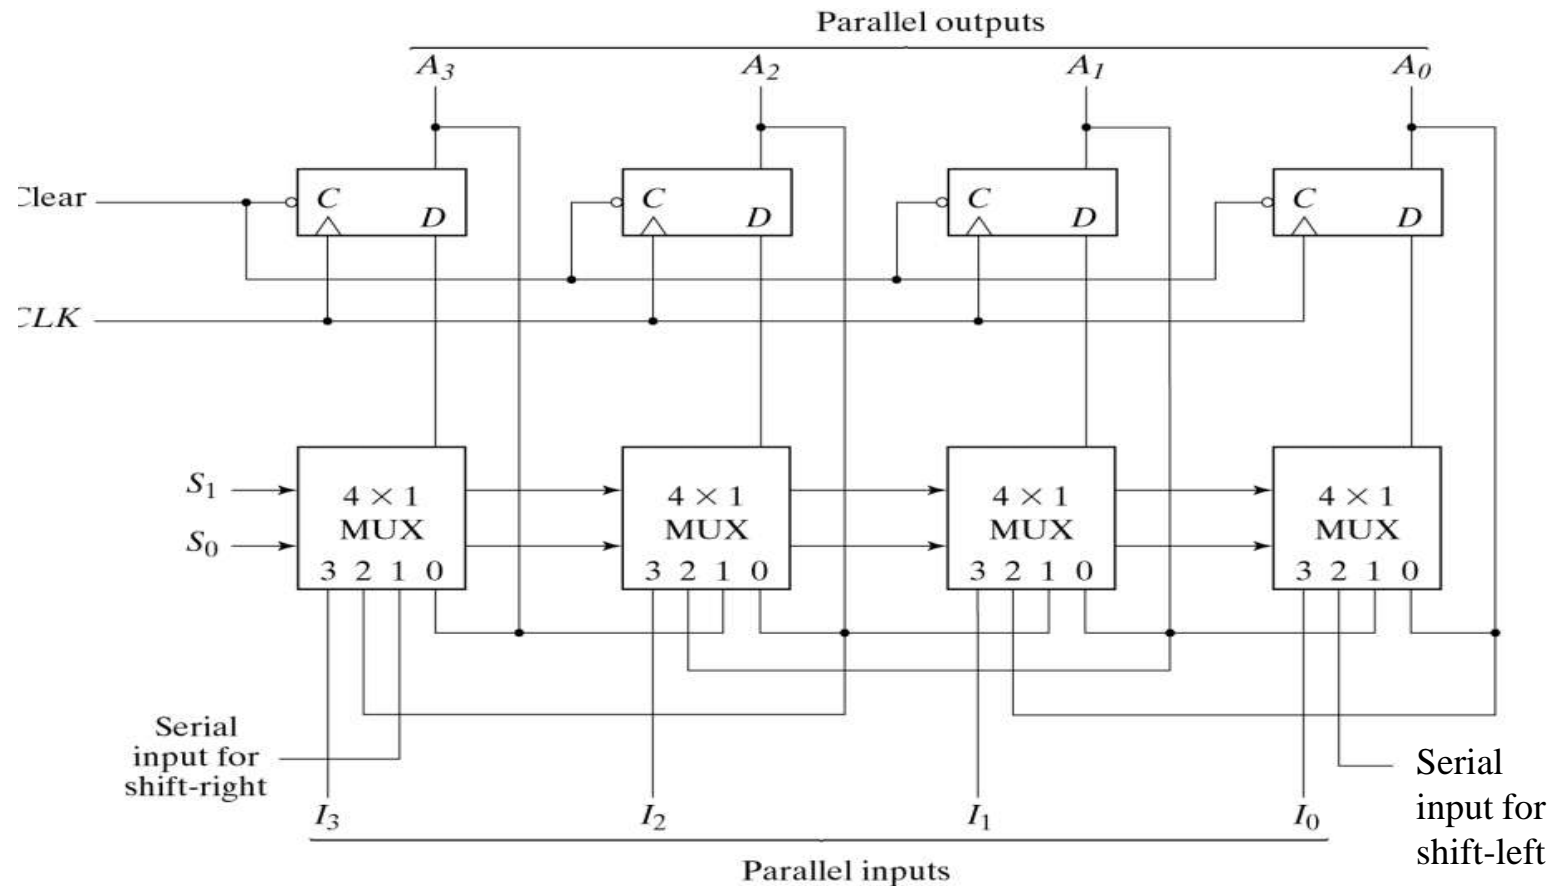 Parallel outputs
A3 A2 A1 A0
Clear
C D C D C D C D
CLK
S1
S0
4 × 1 MUX
3 2 1 0
4 × 1 MUX
3 2 1 0
4 × 1 MUX
3 2 1 0
4 × 1 MUX
3 2 1 0
Serial
input for
shift-right
I3 I2 I1 I0
Serial
input for
shift-left
Parallel inputs